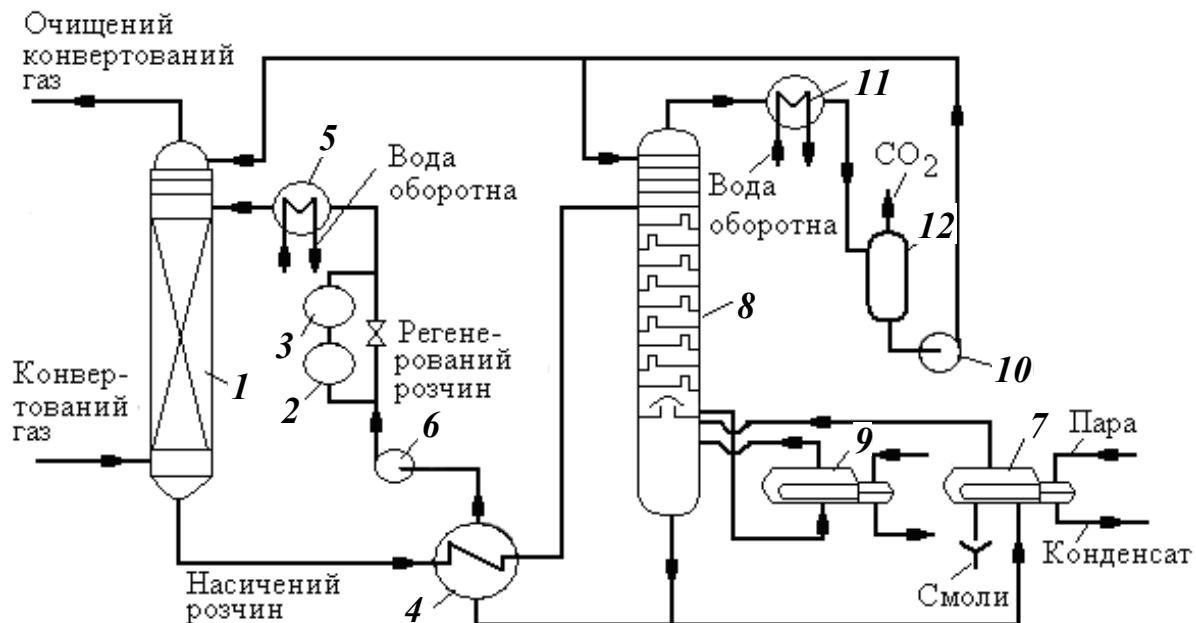 Очищений
конвертований
газ
11
5
Вода
оборотна
CO2
Вода
оборотна
12
8
3
Регене-
рований
розчин
10
Конвер-
тований
газ
1
2
6
9
7
Пара
Насичений
розчин
4
Смоли
Конденсат